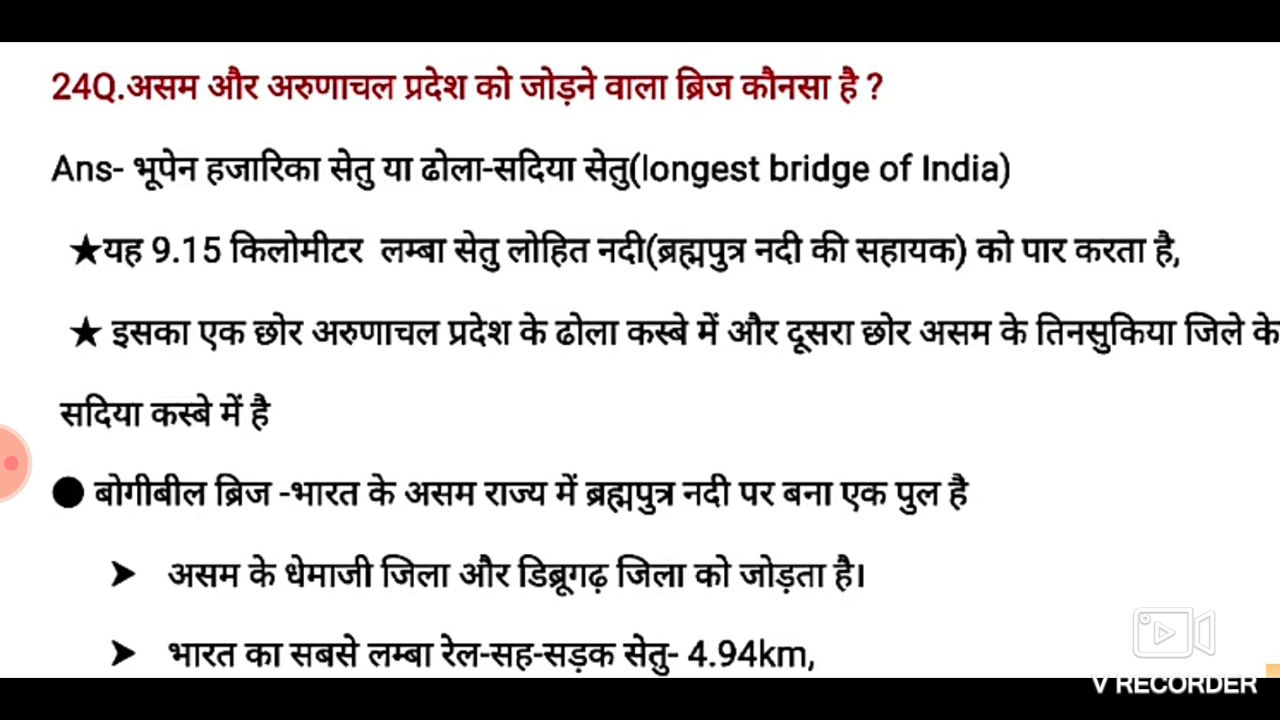 24Q.असम और अरुणाचल प्रदेश को जोड़ने वाला ब्रिज कौनसा है ?
Ans- भूपेन हजारिका सेतु या ढोला-सदिया सेतु(longest bridge of India)
★यह 9.15 किलोमीटर लम्बा सेतु लोहित नदी(ब्रह्मपुत्र नदी की सहायक) को पार करता है,
★ इसका एक छोर अरुणाचल प्रदेश के ढोला कस्बे में और दूसरा छोर असम के तिनसुकिया जिले के
सदिया कस्बे में है
● बोगीबील ब्रिज -भारत के असम राज्य में ब्रह्मपुत्र नदी पर बना एक पुल है
➤ असम के धेमाजी जिला और डिब्रूगढ़ जिला को जोड़ता है।
➤ भारत का सबसे लम्बा रेल-सह-सड़क सेतु- 4.94km,
V RECORDER